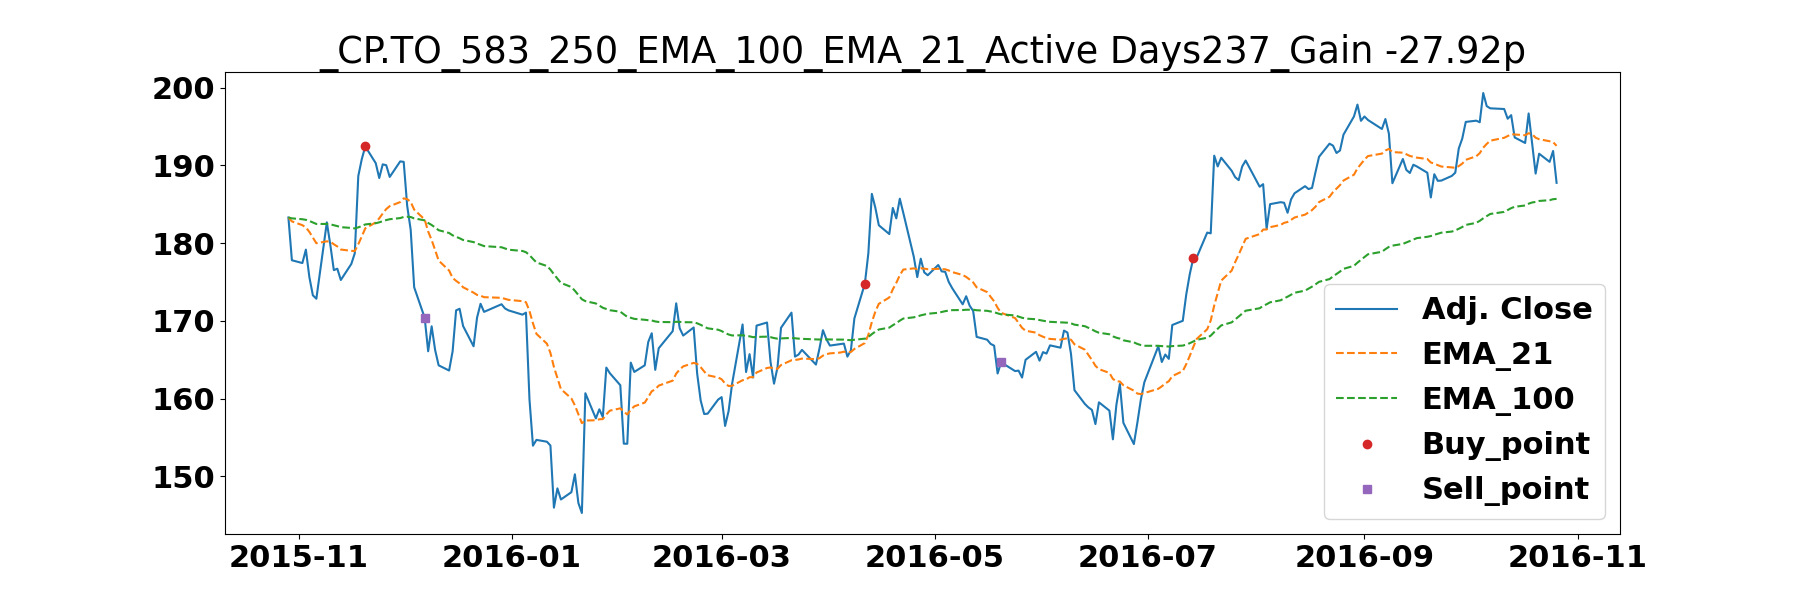 _CP.TO_583_250_EMA_100_EMA_21_Active Days237_Gain -27.92p
200
190
180
170
160
150
2015-11
2016-01
2016-03
2016-05
2016-07
2016-09
2016-11
Adj. Close
EMA_21
EMA_100
Buy_point
Sell_point